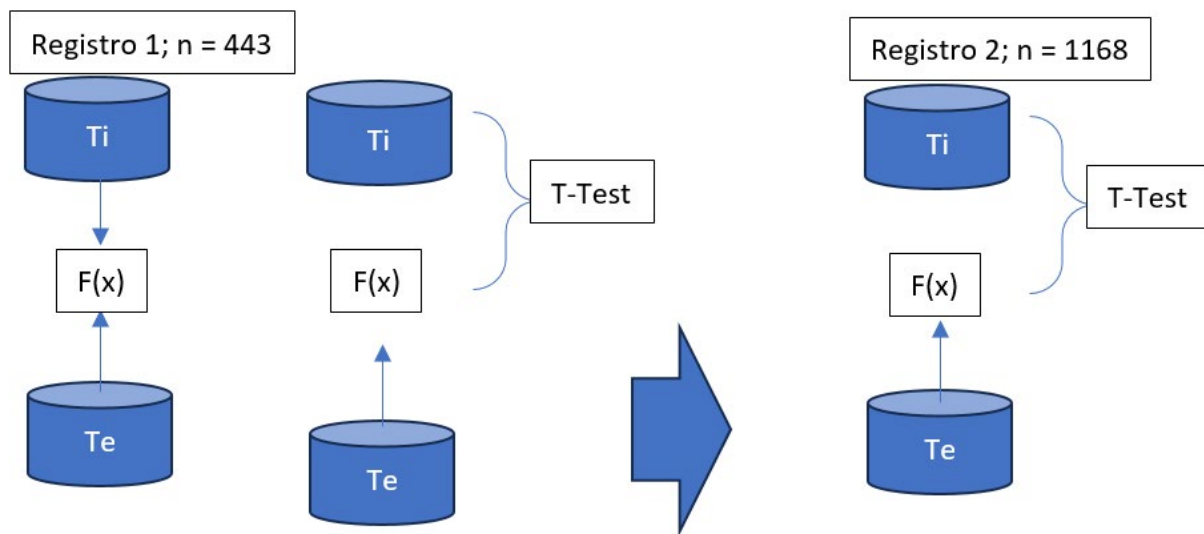 Registro 1; n = 443
Ti
F(x)
Te
Ti
F(x)
Te
T-Test
Registro 2; n = 1168
Ti
F(x)
Te
T-Test